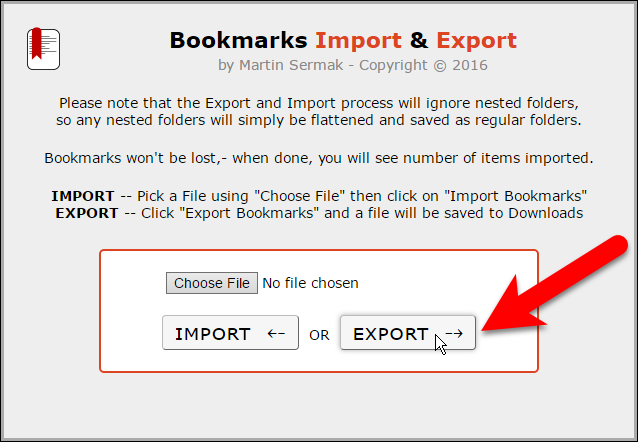 Bookmarks Import & Export
by Martin Sermak - Copyright © 2016
Please note that the Export and Import process will ignore nested folders,
so any nested folders will simply be flattened and saved as regular folders.
Bookmarks won't be lost,- when done, you will see number of items imported.
IMPORT -- Pick a File using "Choose File" then click on "Import Bookmarks"
EXPORT -- Click "Export Bookmarks" and a file will be saved to Downloads
Choose File No file chosen
IMPORT ←– OR EXPORT –→